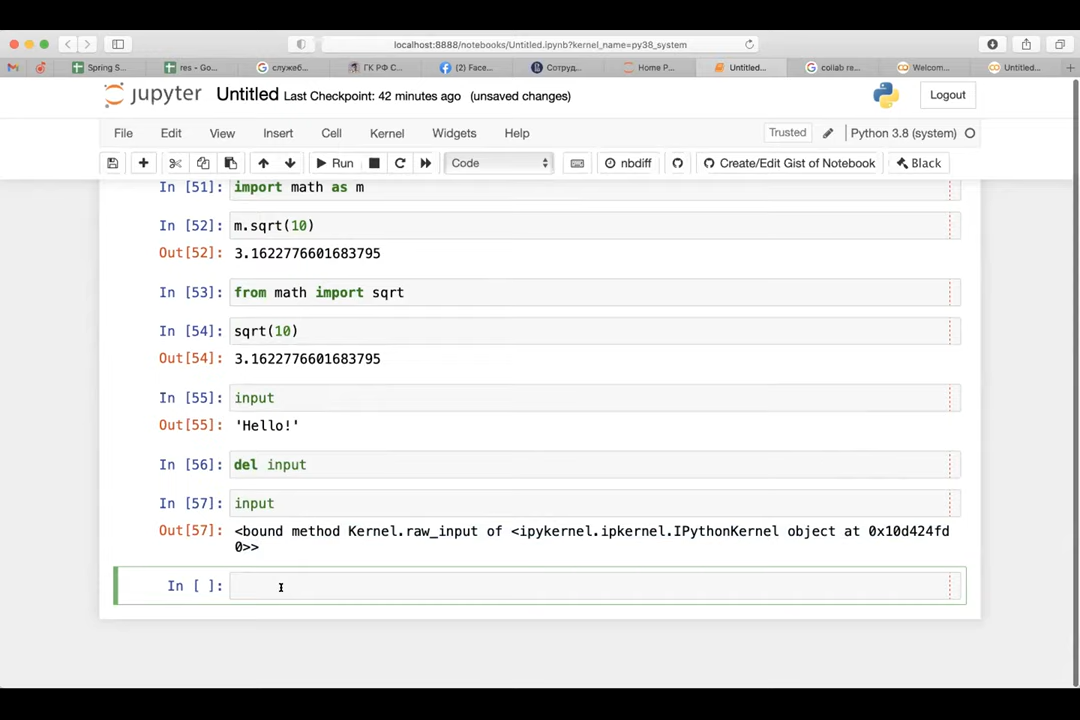 localhost:8888/notebooks/Untitled.ipynb?kernel_name=py38_system
Spring S... res - Go... служеб... ГК РФ С... (2) Face... Сотруд... Home P... Untitled... collab re... Welcom... Untitled...
jupyter Untitled Last Checkpoint: 42 minutes ago (unsaved changes) Logout
File Edit View Insert Cell Kernel Widgets Help Trusted Python 3.8 (system)
Run Code nbdiff Create/Edit Gist of Notebook Black
In [51]: import math as m
In [52]: m.sqrt(10)
Out[52]: 3.1622776601683795
In [53]: from math import sqrt
In [54]: sqrt(10)
Out[54]: 3.1622776601683795
In [55]: input
Out[55]: 'Hello!'
In [56]: del input
In [57]: input
Out[57]: <bound method Kernel.raw_input of <ipykernel.ipkernel.IPythonKernel object at 0x10d424fd
0>>
In [ ]: